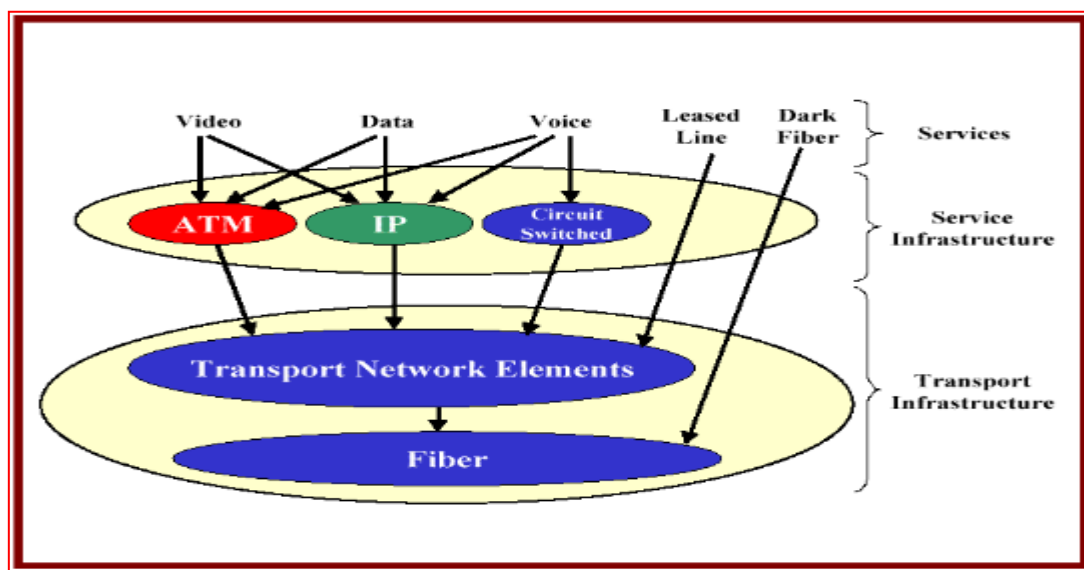 Video
Data
Voice
Leased
Line
Dark
Fiber
Services
ATM
IP
Circuit
Switched
Service
Infrastructure
Transport Network Elements
Transport
Infrastructure
Fiber